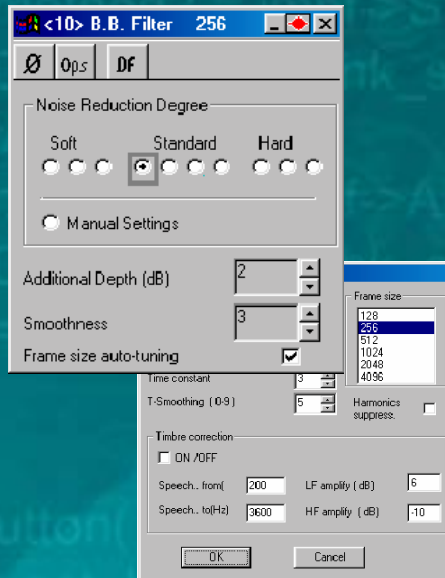 <10> B.B. Filter 256
Ø Ops DF
Noise Reduction Degree
Soft Standard Hard
Manual Settings
Additional Depth (dB) 2
Smoothness 3
Frame size auto-tuning
Frame size
128
256
512
1024
2048
4096
Time constant 3
T-Smoothing ( 0-9 ) 5
Harmonics
suppress.
Timbre correction
ON /OFF
Speech.. from( 200 LF amplify ( dB) 6
Speech.. to(Hz) 3600 HF amplify ( dB) -10
OK Cancel
utton(